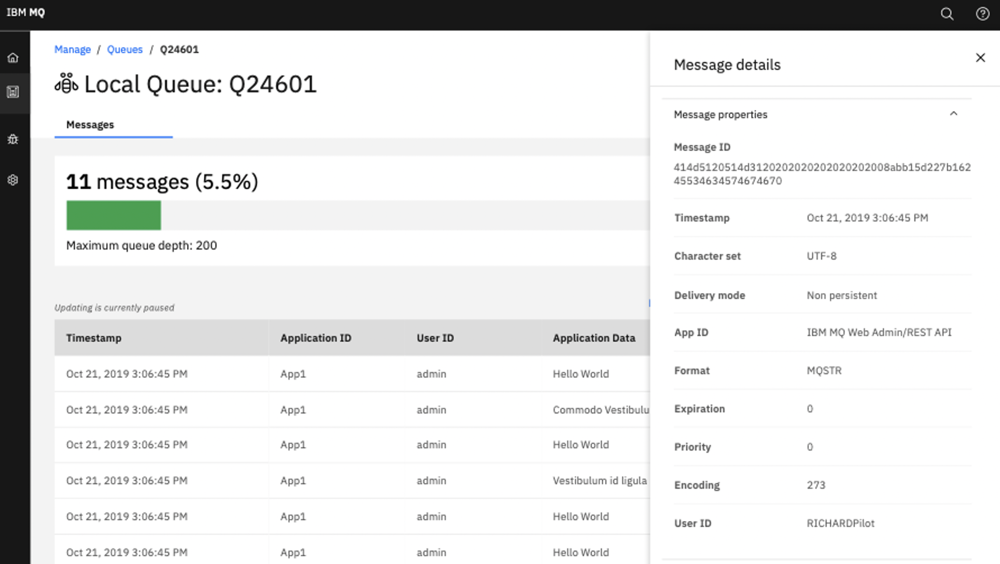 IBM MQ
Manage / Queues / Q24601
Local Queue: Q24601
Messages
11 messages (5.5%)
Maximum queue depth: 200
Updating is currently paused
Timestamp Application ID User ID Application Data
Oct 21, 2019 3:06:45 PM App1 admin Hello World
Oct 21, 2019 3:06:45 PM App1 admin Commodo Vestibulu
Oct 21, 2019 3:06:45 PM App1 admin Hello World
Oct 21, 2019 3:06:45 PM App1 admin Vestibulum id ligula
Oct 21, 2019 3:06:45 PM App1 admin Hello World
Oct 21, 2019 3:06:45 PM App1 admin Hello World
Message details
Message properties
Message ID
414d5120514d3120202020202020202008abb15d227b162
45534634574674670
Timestamp Oct 21, 2019 3:06:45 PM
Character set UTF-8
Delivery mode Non persistent
App ID IBM MQ Web Admin/REST API
Format MQSTR
Expiration 0
Priority 0
Encoding 273
User ID RICHARDPilot